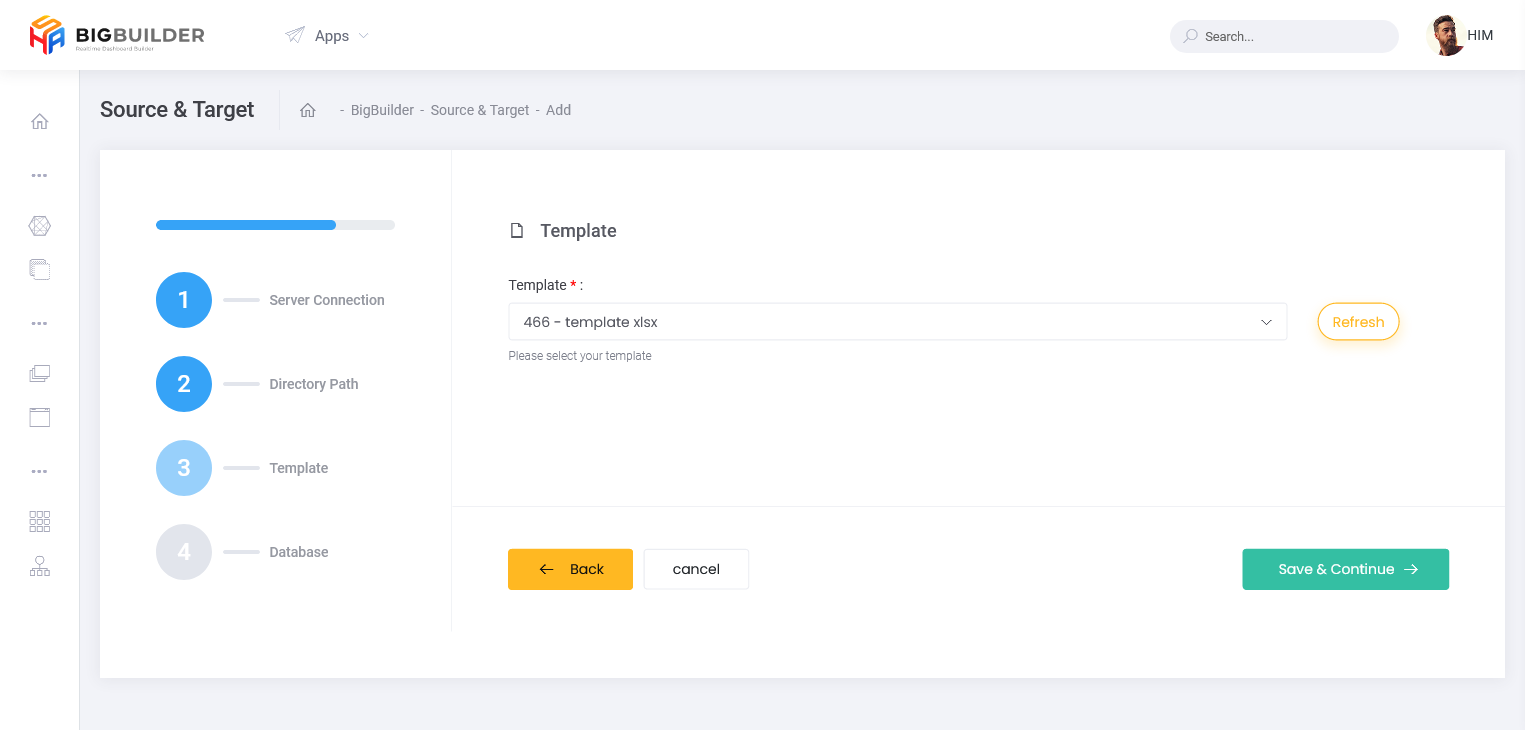 BIGBUILDER
Realtime Dashboard Builder
Apps
Search...
HIM
Source & Target
- BigBuilder - Source & Target - Add
1 Server Connection
2 Directory Path
3 Template
4 Database
Template
Template * :
466 - template xlsx
Refresh
Please select your template
Back
cancel
Save & Continue